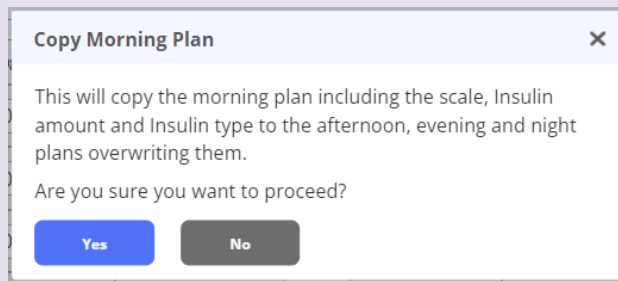 Copy Morning Plan
This will copy the morning plan including the scale, Insulin
amount and Insulin type to the afternoon, evening and night
plans overwriting them.
Are you sure you want to proceed?
Yes
No